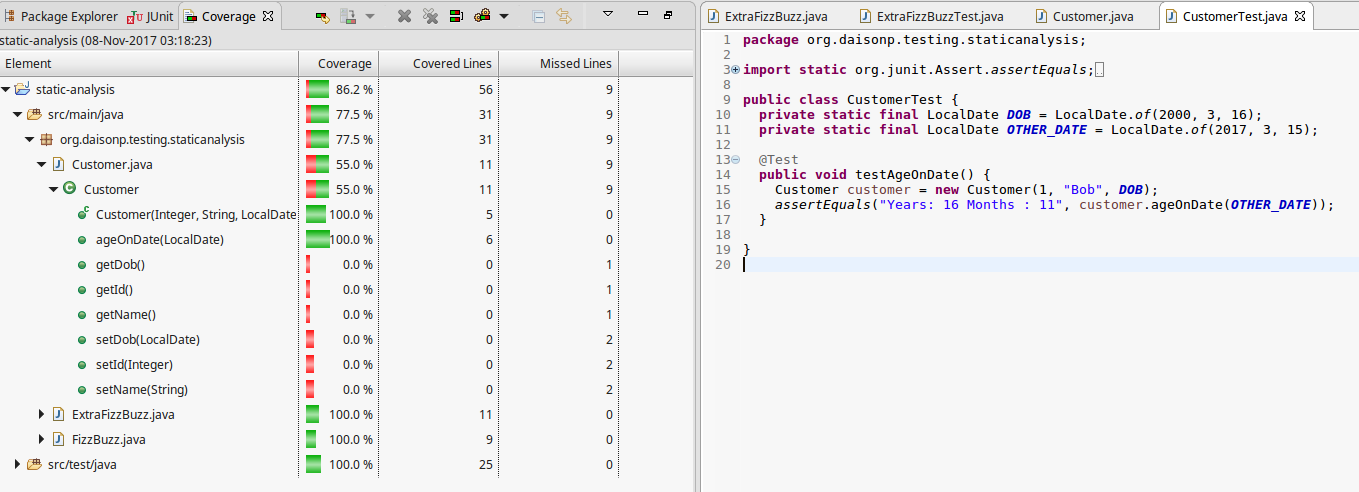 Package Explorer JUnit Coverage
static-analysis (08-Nov-2017 03:18:23)
Element Coverage Covered Lines Missed Lines
static-analysis 86.2 % 56 9
src/main/java 77.5 % 31 9
org.daisonp.testing.staticanalysis 77.5 % 31 9
Customer.java 55.0 % 11 9
Customer 55.0 % 11 9
Customer(Integer, String, LocalDate 100.0 % 5 0
ageOnDate(LocalDate) 100.0 % 6 0
getDob() 0.0 % 0 1
getId() 0.0 % 0 1
getName() 0.0 % 0 1
setDob(LocalDate) 0.0 % 0 2
setId(Integer) 0.0 % 0 2
setName(String) 0.0 % 0 2
ExtraFizzBuzz.java 100.0 % 11 0
FizzBuzz.java 100.0 % 9 0
src/test/java 100.0 % 25 0
ExtraFizzBuzz.java ExtraFizzBuzzTest.java Customer.java CustomerTest.java
1 package org.daisonp.testing.staticanalysis;
2
3 import static org.junit.Assert.assertEquals;
8
9 public class CustomerTest {
10 private static final LocalDate DOB = LocalDate.of(2000, 3, 16);
11 private static final LocalDate OTHER_DATE = LocalDate.of(2017, 3, 15);
12
13 @Test
14 public void testAgeOnDate() {
15 Customer customer = new Customer(1, "Bob", DOB);
16 assertEquals("Years: 16 Months : 11", customer.ageOnDate(OTHER_DATE));
17 }
18
19 }
20